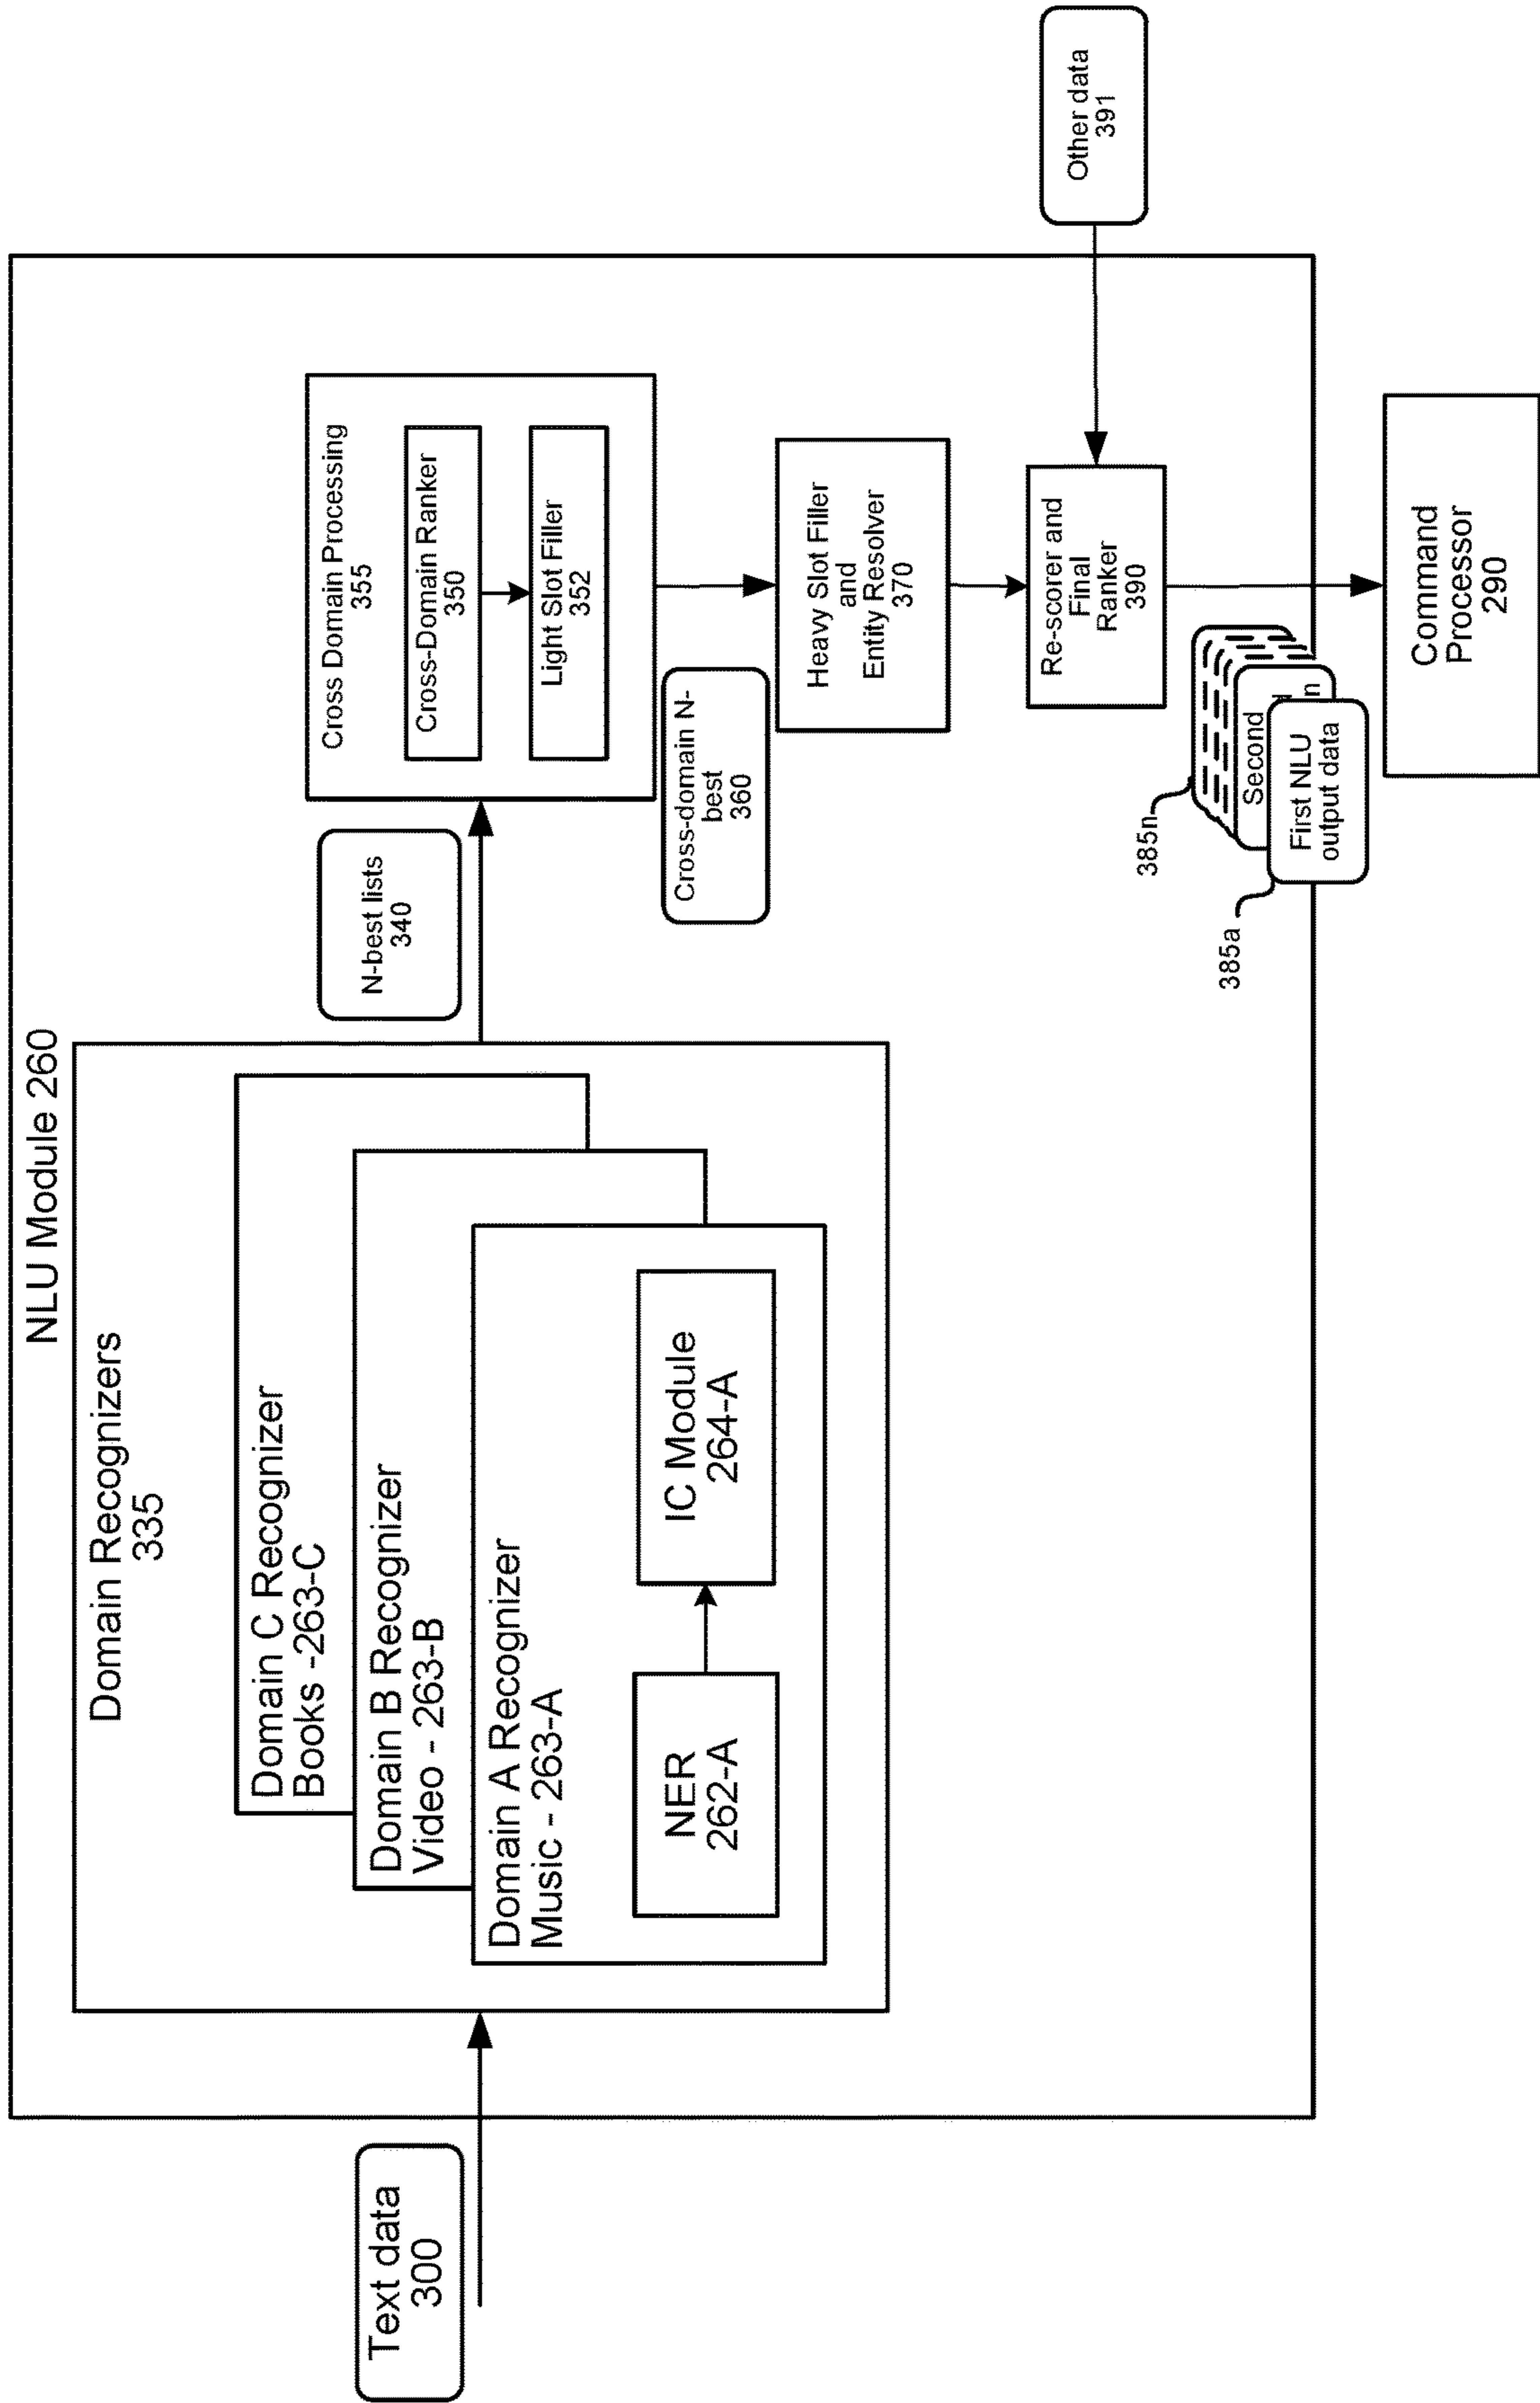 NLU Module 260
Text data
300
Domain Recognizers
335
Domain C Recognizer
Books -263-C
Domain B Recognizer
Video - 263-B
Domain A Recognizer
Music - 263-A
NER
262-A
IC Module
264-A
N-best lists
340
Cross Domain Processing
355
Cross-Domain Ranker
350
Light Slot Filler
352
Cross-domain N-
best
360
Heavy Slot Filler
and
Entity Resolver
370
Re-scorer and
Final
Ranker
390
Other data
391
385n
Second
n
385a
First NLU
output data
Command
Processor
290